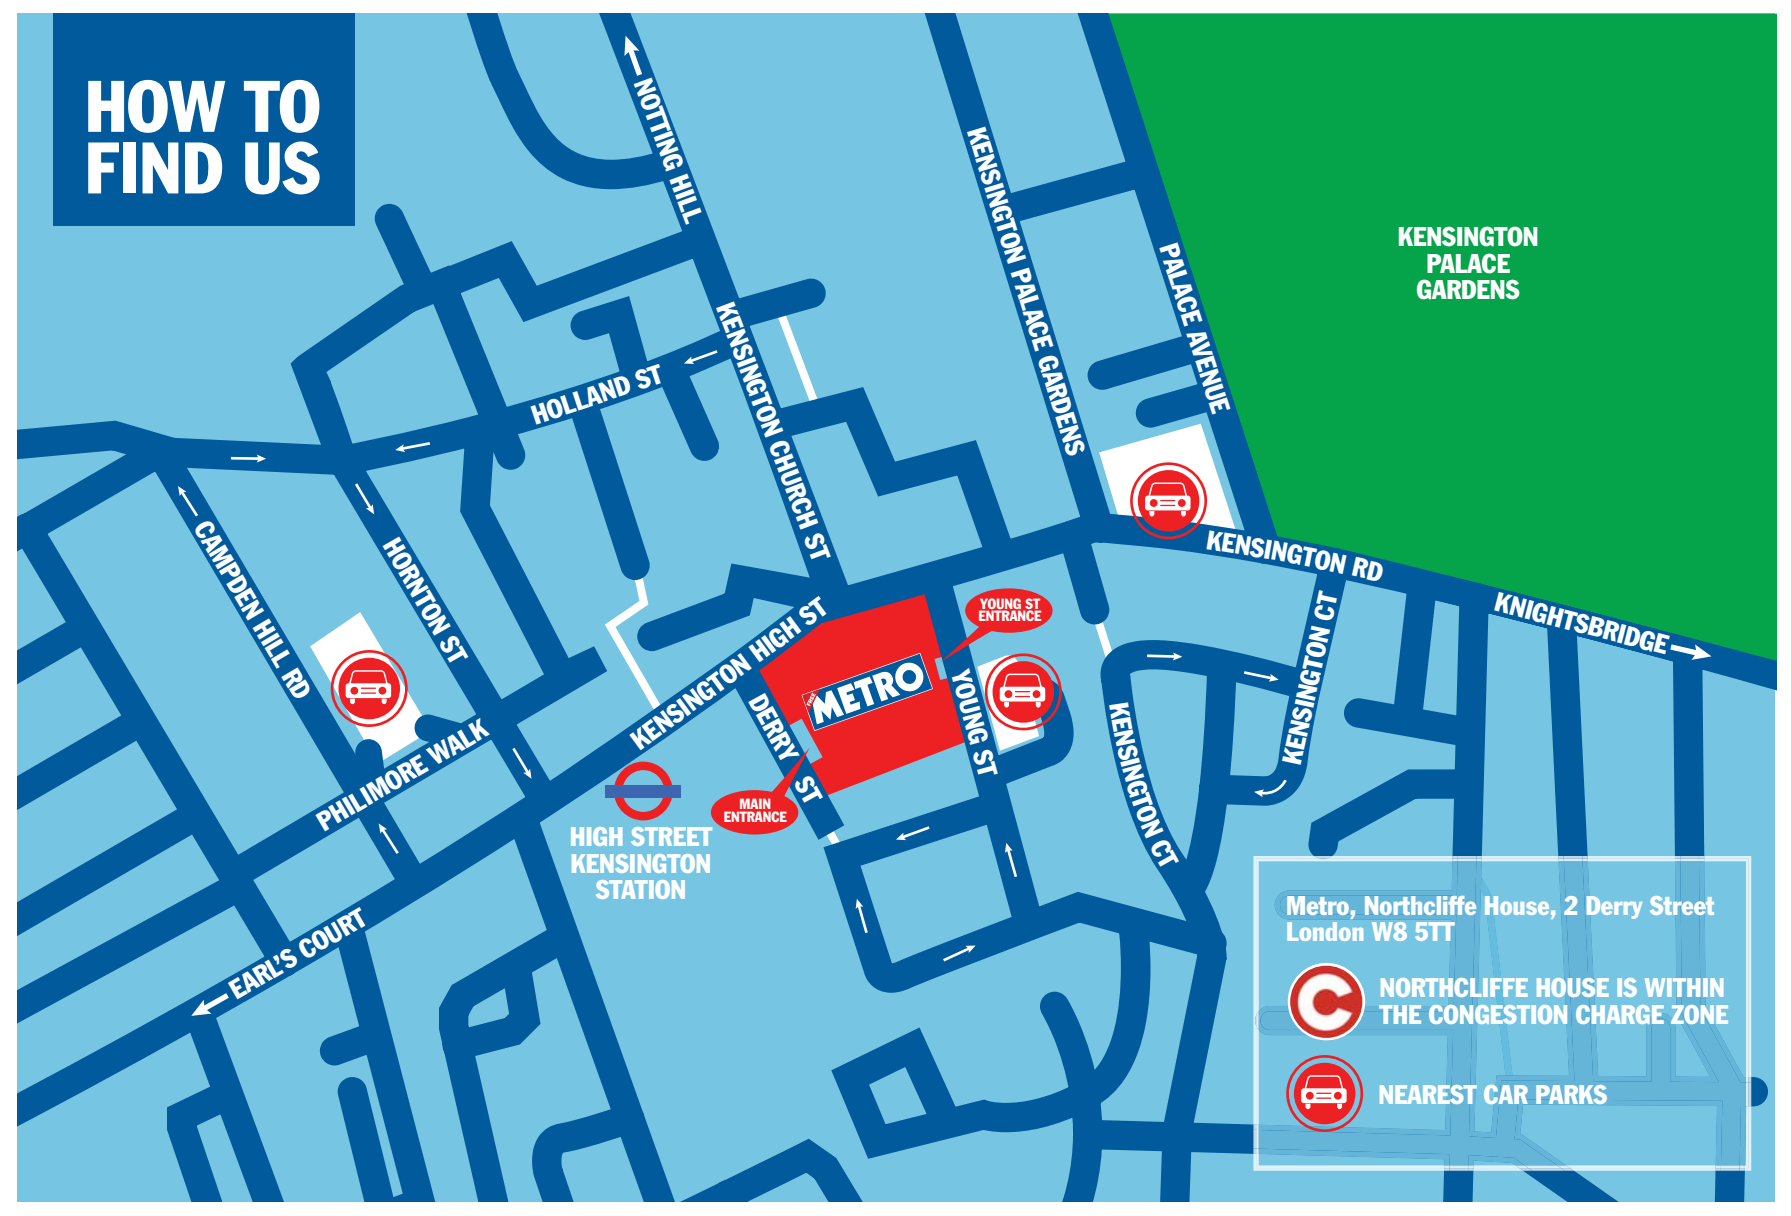 HOW TO
FIND US
NOTTING HILL
KENSINGTON PALACE GARDENS
PALACE AVENUE
KENSINGTON
PALACE
GARDENS
KENSINGTON CHURCH ST
HOLLAND ST
CAMPDEN HILL RD
HORNTON ST
KENSINGTON RD
KNIGHTSBRIDGE
KENSINGTON CT
YOUNG ST
ENTRANCE
KENSINGTON HIGH ST
FREE
METRO
DERRY ST
YOUNG ST
KENSINGTON CT
PHILIMORE WALK
MAIN
ENTRANCE
HIGH STREET
KENSINGTON
STATION
EARL'S COURT
Metro, Northcliffe House, 2 Derry Street
London W8 5TT
C
NORTHCLIFFE HOUSE IS WITHIN
THE CONGESTION CHARGE ZONE
NEAREST CAR PARKS